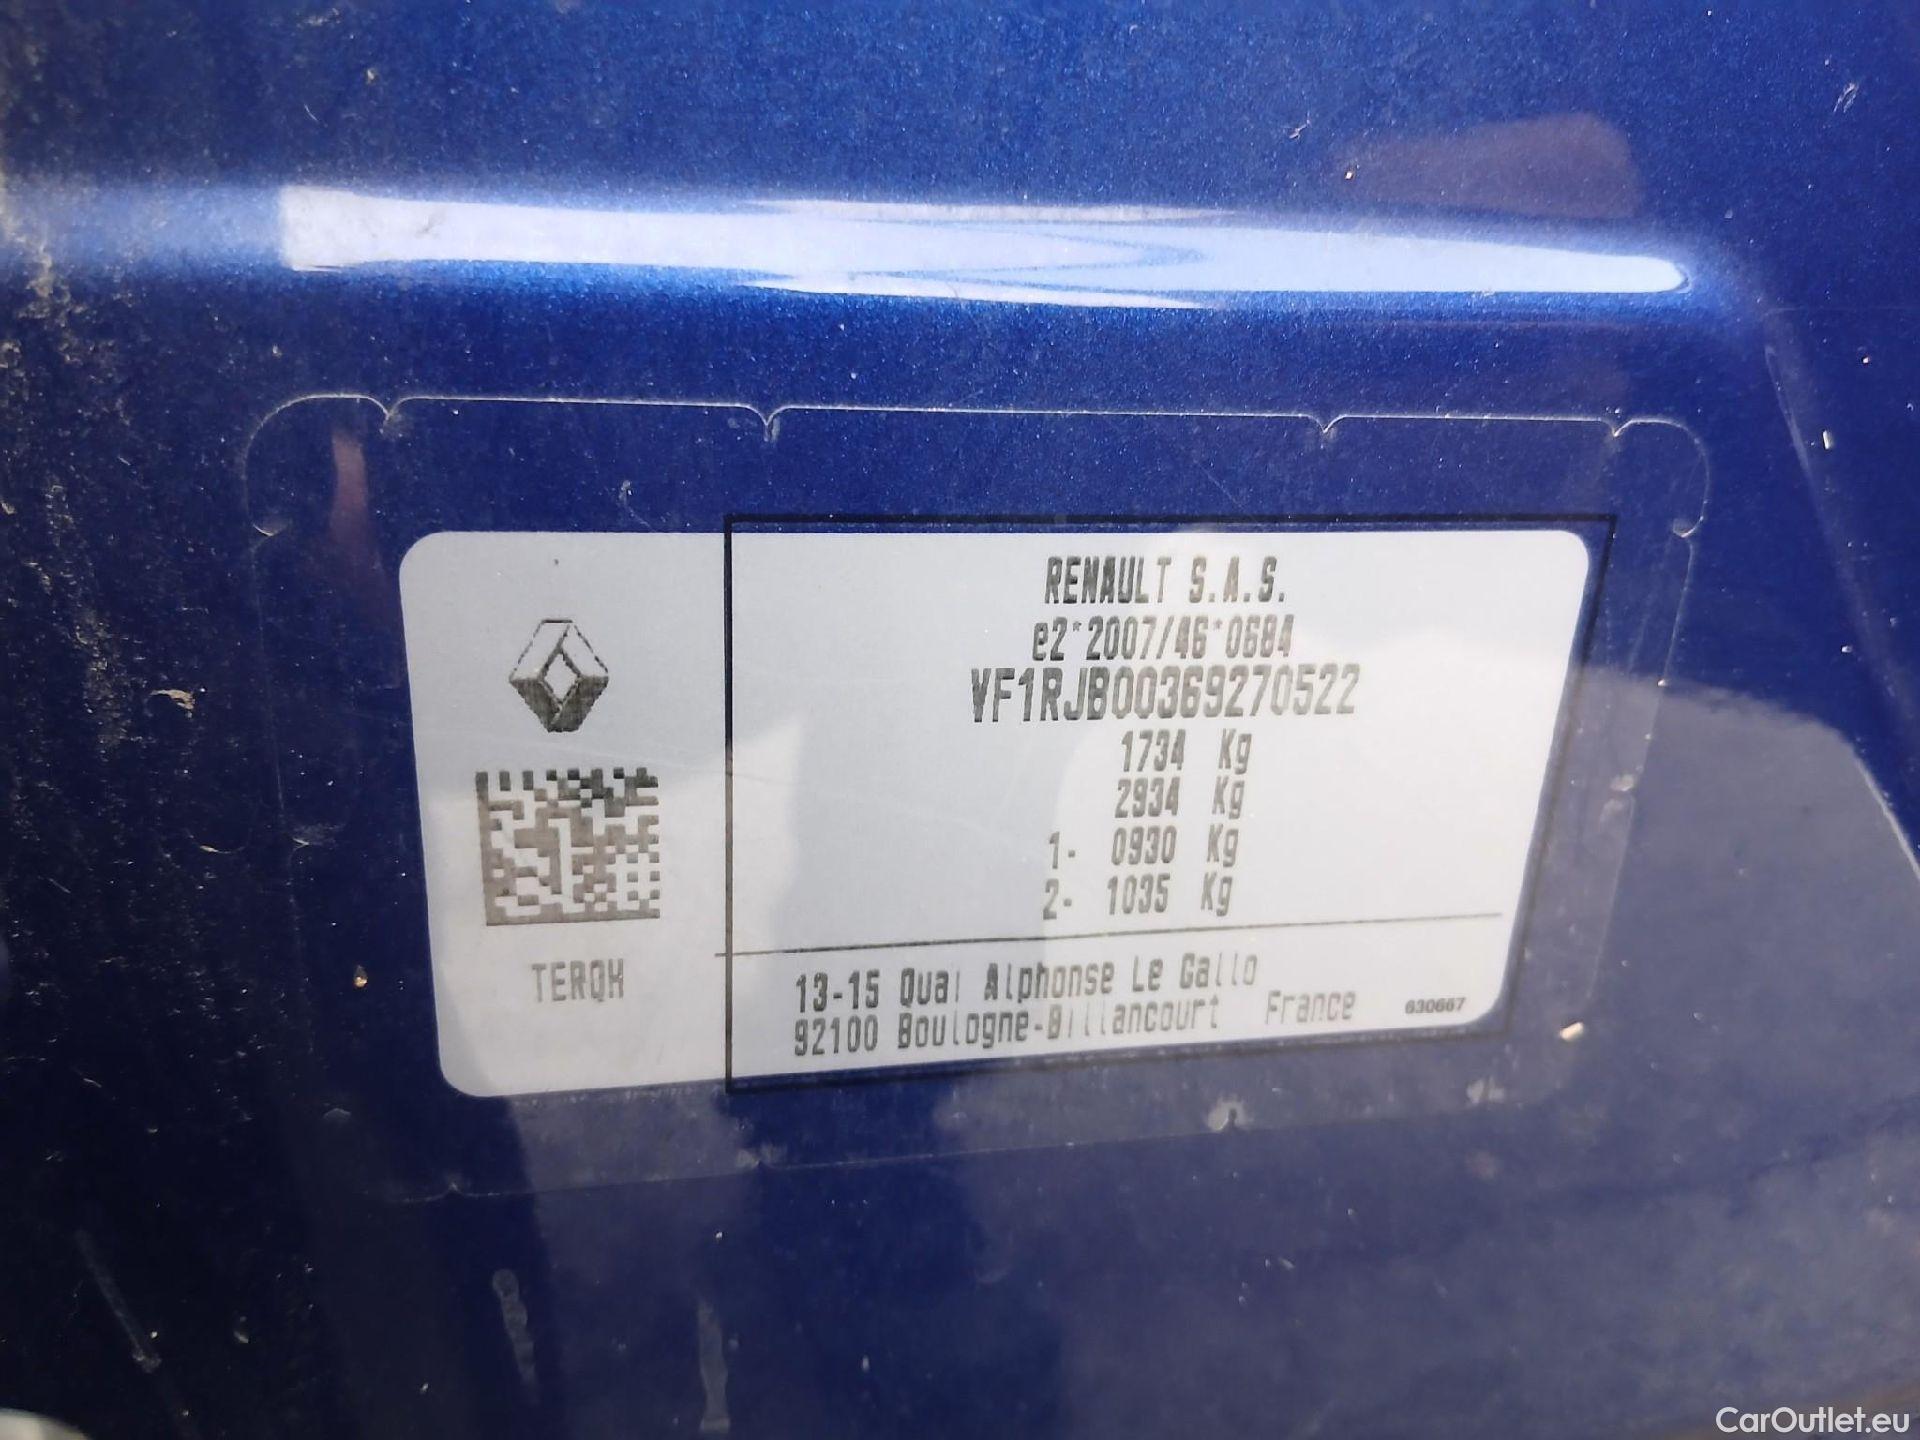 RENAULT S.A.S.
e2*2007/46*0684
VF1RJB00369270522
1734 Kg
2934 Kg
1- 0930 Kg
2- 1035 Kg
TERQH
13-15 Quai Alphonse Le Gallo
92100 Boulogne-Billancourt France
630667
CarOutlet.eu